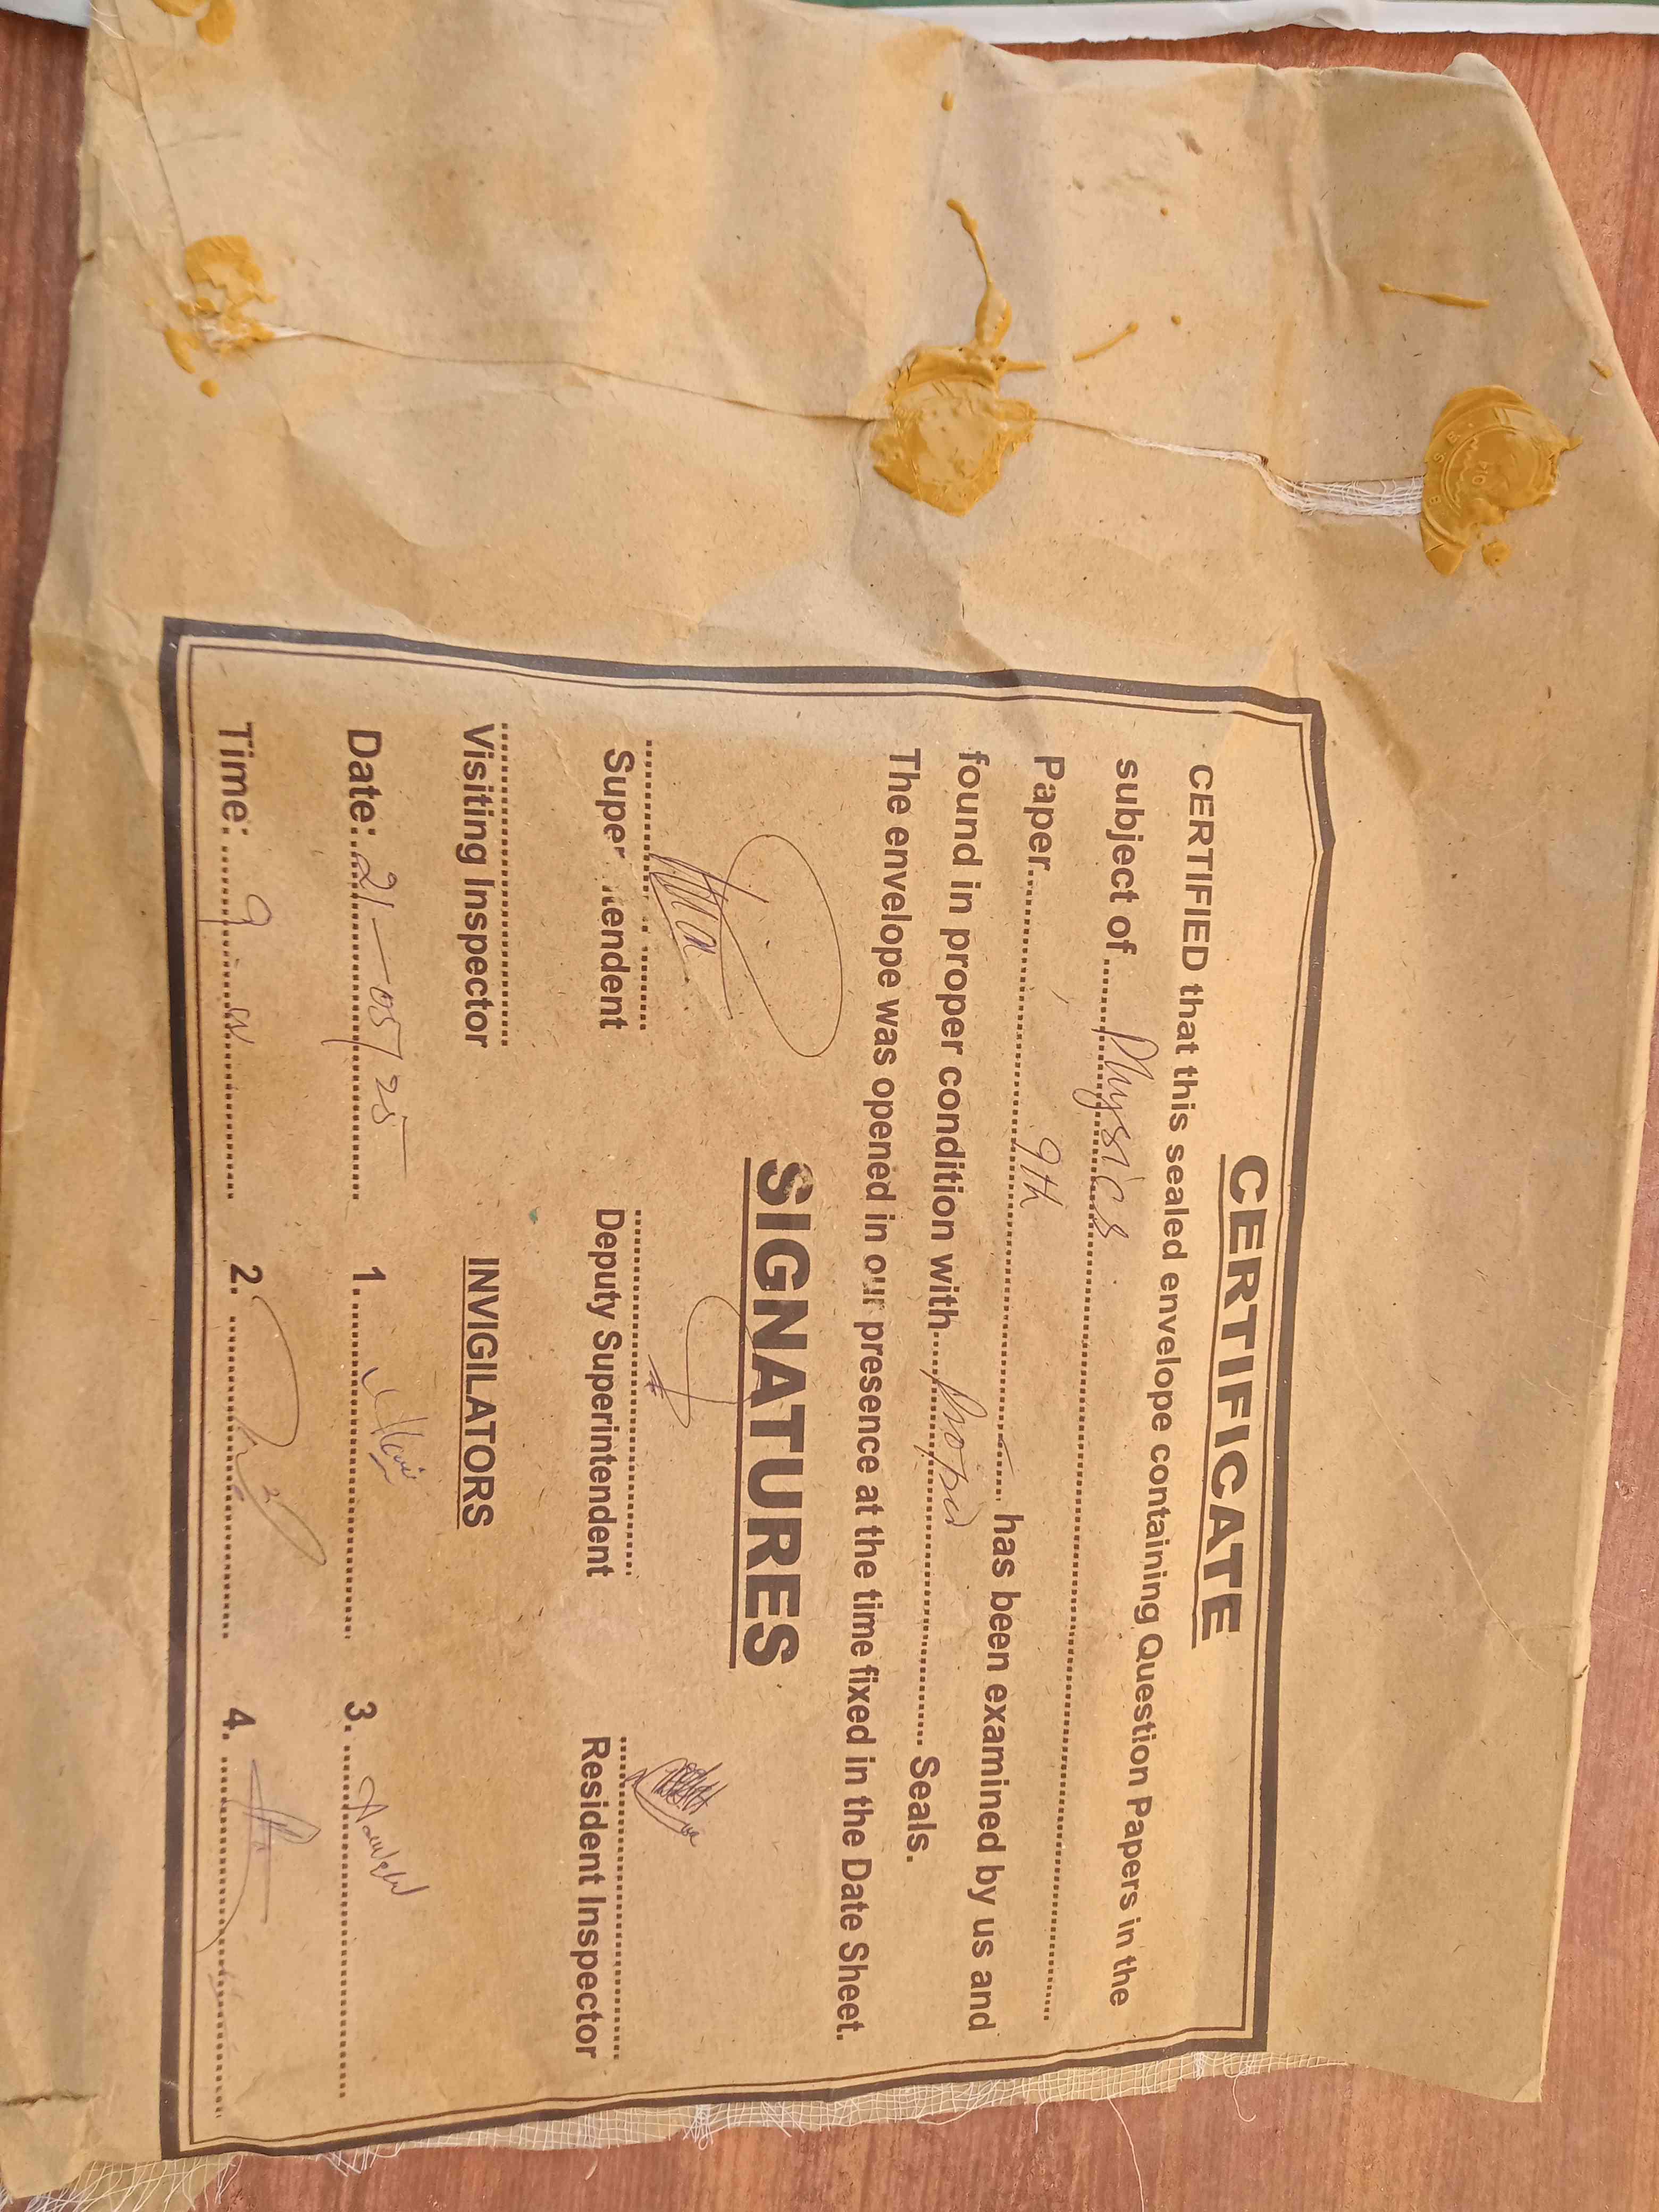 CERTIFICATE
CERTIFIED that this sealed envelope containing Question Papers in the
subject of Physics
Paper 9th has been examined by us and
found in proper condition with proper Seals.
The envelope was opened in our presence at the time fixed in the Date Sheet.
SIGNATURES
Superintendent Deputy Superintendent Resident Inspector
Visiting Inspector INVIGILATORS
Date: 21-05/25 1. 3.
Time: 9 2. 4.